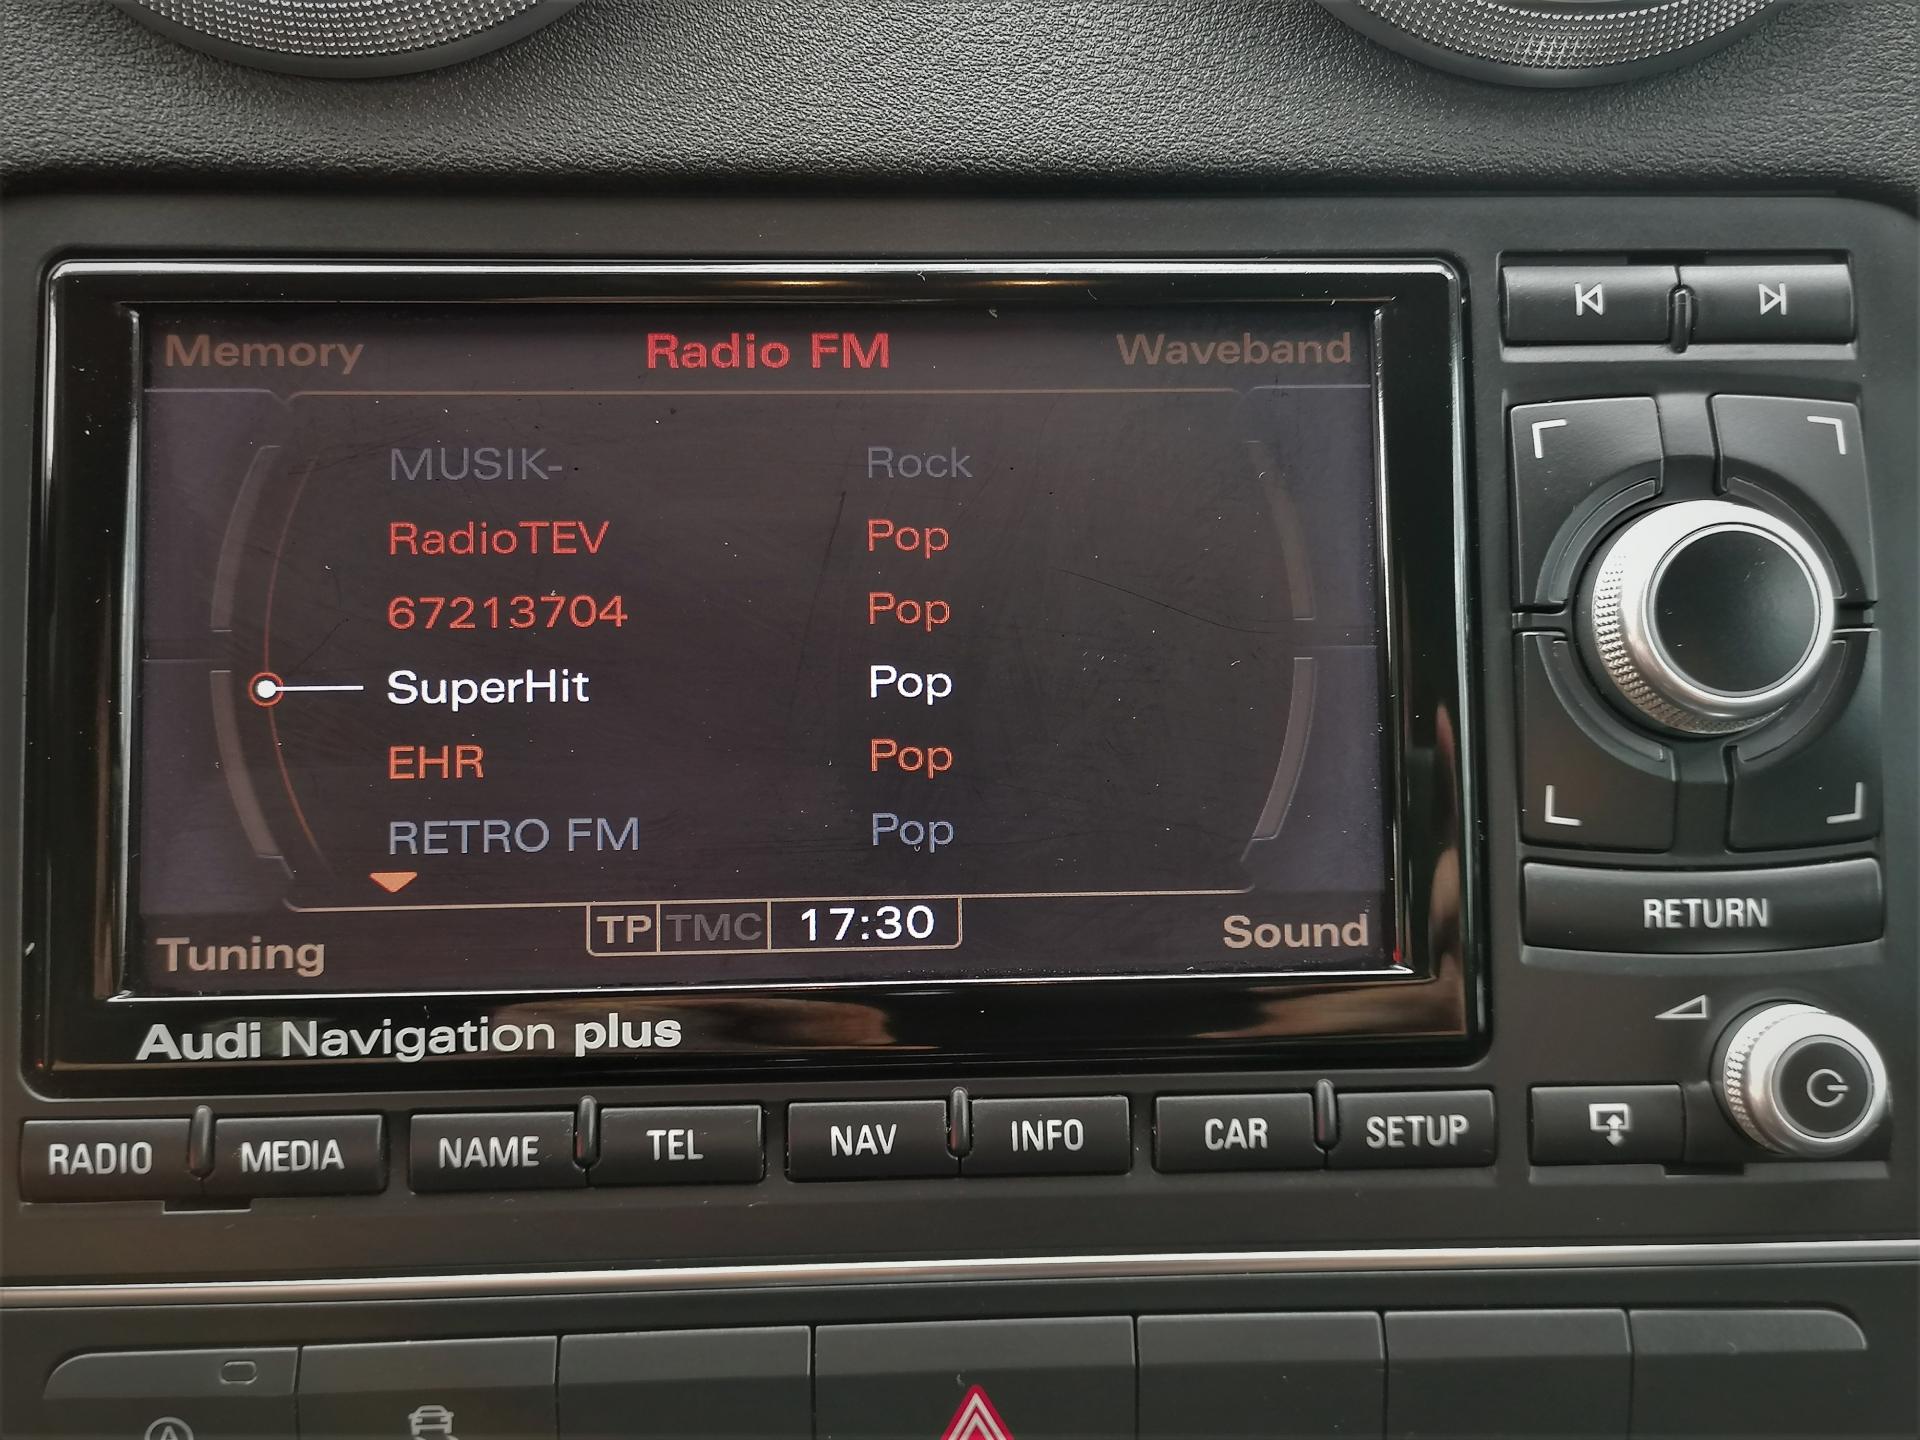 Memory Radio FM Waveband
MUSIK- Rock
RadioTEV Pop
67213704 Pop
SuperHit Pop
EHR Pop
RETRO FM Pop
Tuning TP TMC 17:30 Sound
Audi Navigation plus
RETURN
RADIO MEDIA NAME TEL NAV INFO CAR SETUP
A